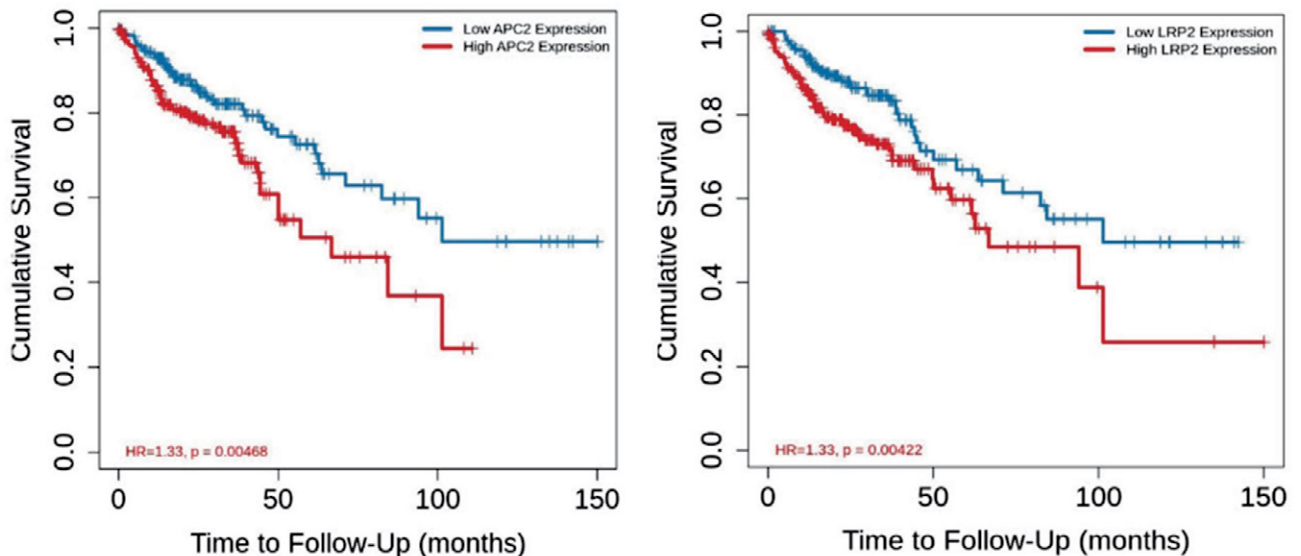 Low APC2 Expression
High APC2 Expression
Cumulative Survival
1.0
0.8
0.6
0.4
0.2
0.0
HR=1.33, p = 0.00468
0 50 100 150
Time to Follow-Up (months)
Low LRP2 Expression
High LRP2 Expression
Cumulative Survival
1.0
0.8
0.6
0.4
0.2
0.0
HR=1.33, p = 0.00422
0 50 100 150
Time to Follow-Up (months)